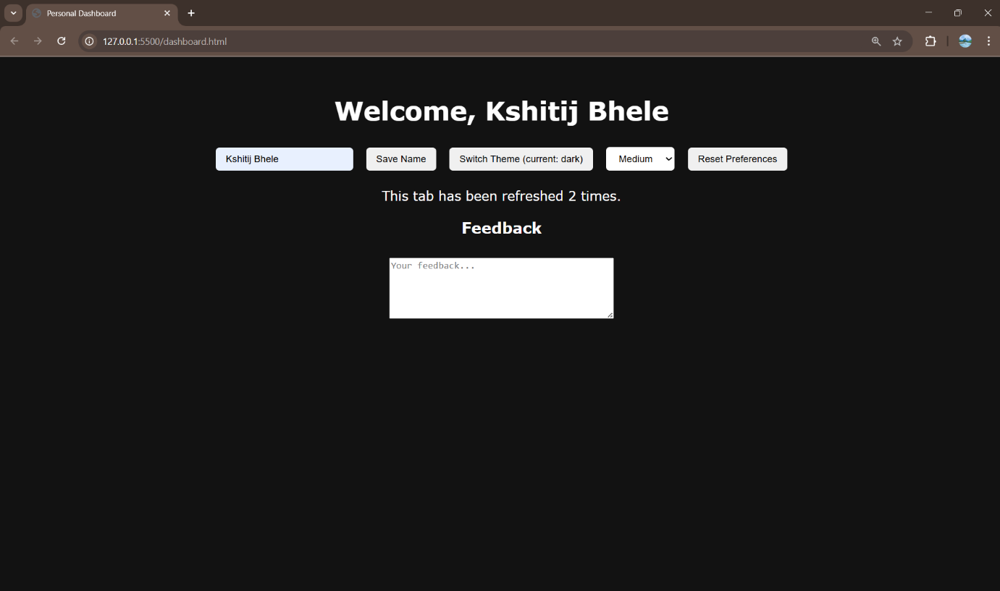 Personal Dashboard
127.0.0.1:5500/dashboard.html
Welcome, Kshitij Bhele
Kshitij Bhele Save Name Switch Theme (current: dark) Medium Reset Preferences
This tab has been refreshed 2 times.
Feedback
Your feedback...